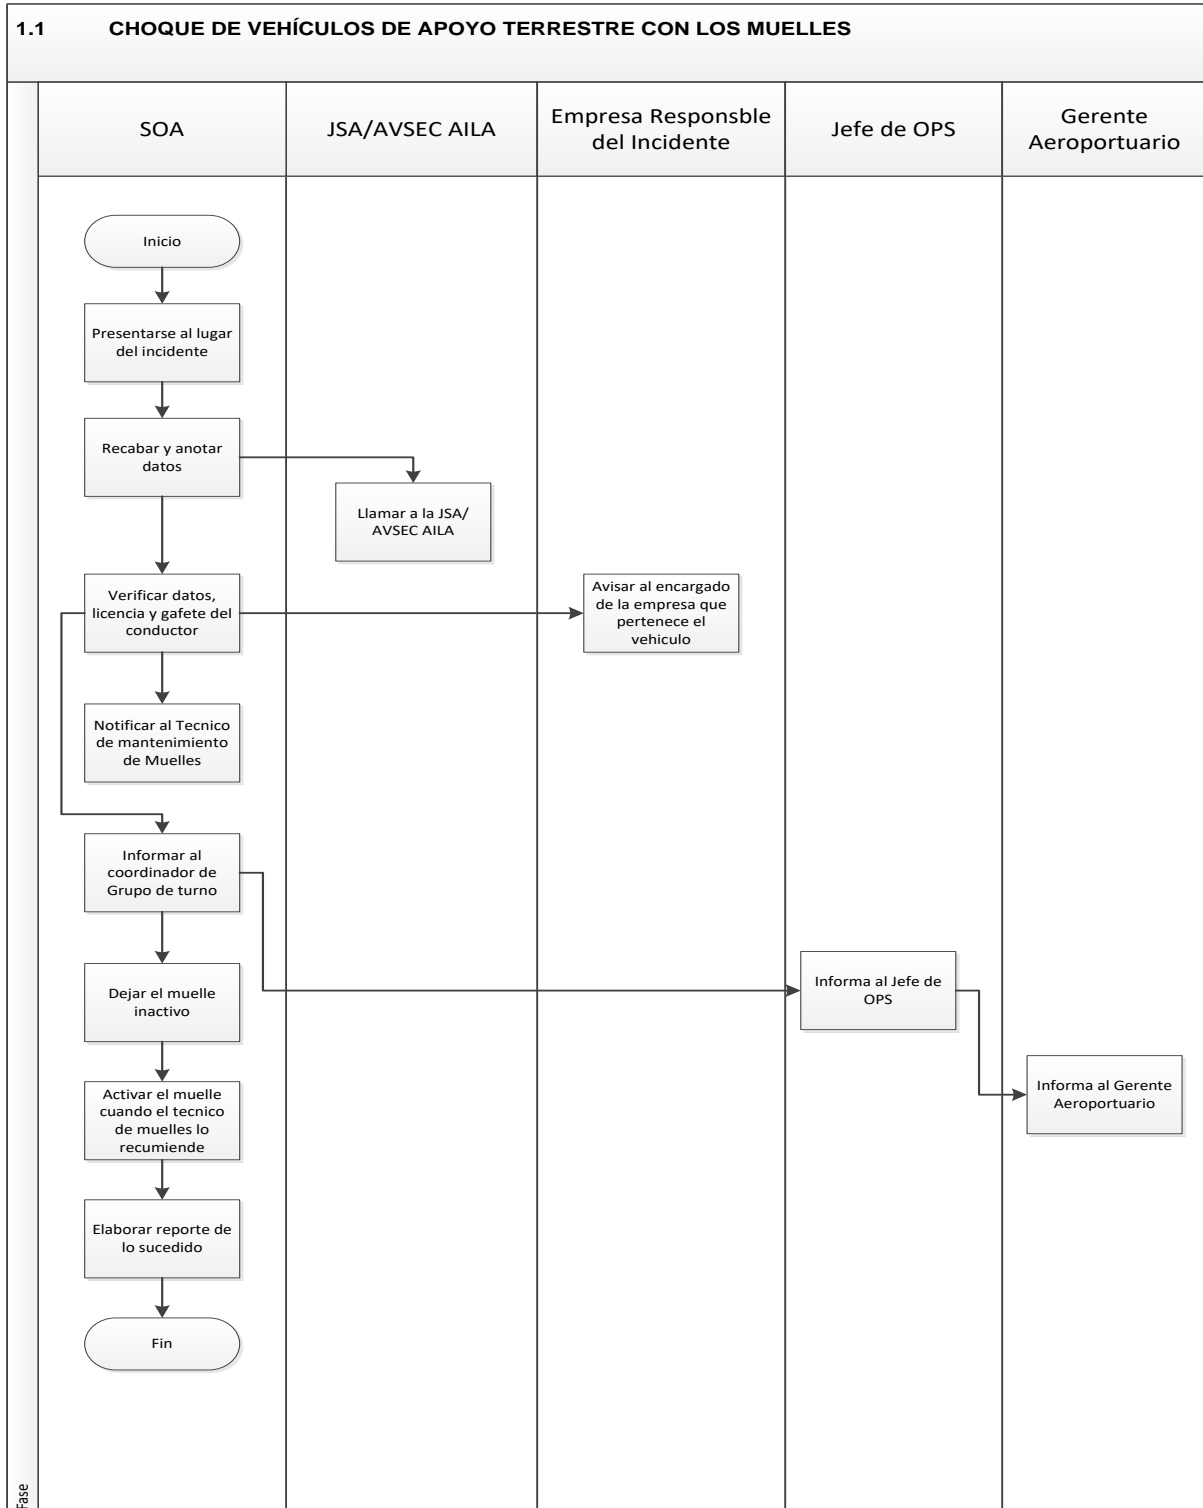 1.1 CHOQUE DE VEHÍCULOS DE APOYO TERRESTRE CON LOS MUELLES
SOA
JSA/AVSEC AILA
Empresa Responsble
del Incidente
Jefe de OPS
Gerente
Aeroportuario
Inicio
Presentarse al lugar
del incidente
Recabar y anotar
datos
Llamar a la JSA/
AVSEC AILA
Verificar datos,
licencia y gafete del
conductor
Avisar al encargado
de la empresa que
pertenece el
vehiculo
Notificar al Tecnico
de mantenimiento
de Muelles
Informar al
coordinador de
Grupo de turno
Dejar el muelle
inactivo
Informa al Jefe de
OPS
Activar el muelle
cuando el tecnico
de muelles lo
recumiende
Informa al Gerente
Aeroportuario
Elaborar reporte de
lo sucedido
Fin
Fase